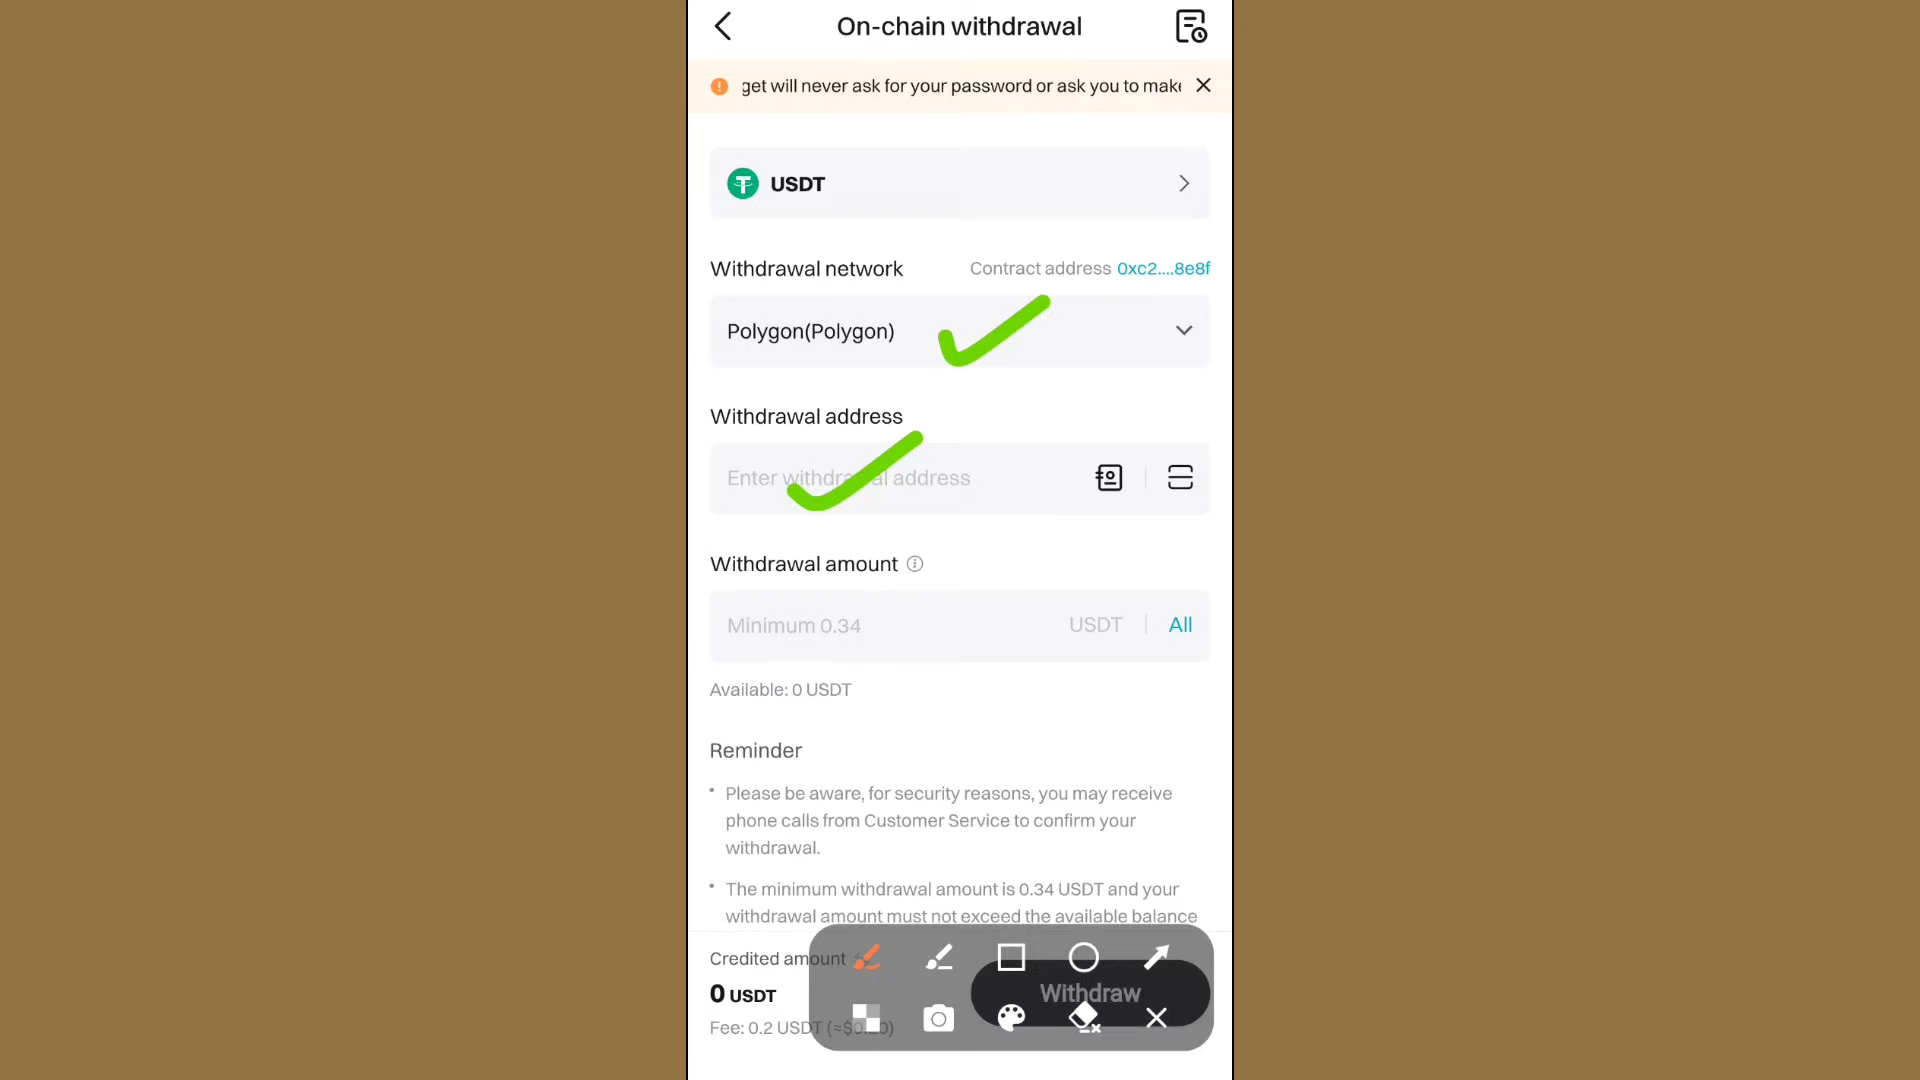 On-chain withdrawal
get will never ask for your password or ask you to make
USDT
Withdrawal network
Contract address 0xc2....8e8f
Polygon(Polygon)
Withdrawal address
Enter withdrawal address
Withdrawal amount
Minimum 0.34 USDT All
Available: 0 USDT
Reminder
• Please be aware, for security reasons, you may receive
phone calls from Customer Service to confirm your
withdrawal.
• The minimum withdrawal amount is 0.34 USDT and your
withdrawal amount must not exceed the available balance
Credited amount
0 USDT
Withdraw
Fee: 0.2 USDT (≈$0.20)